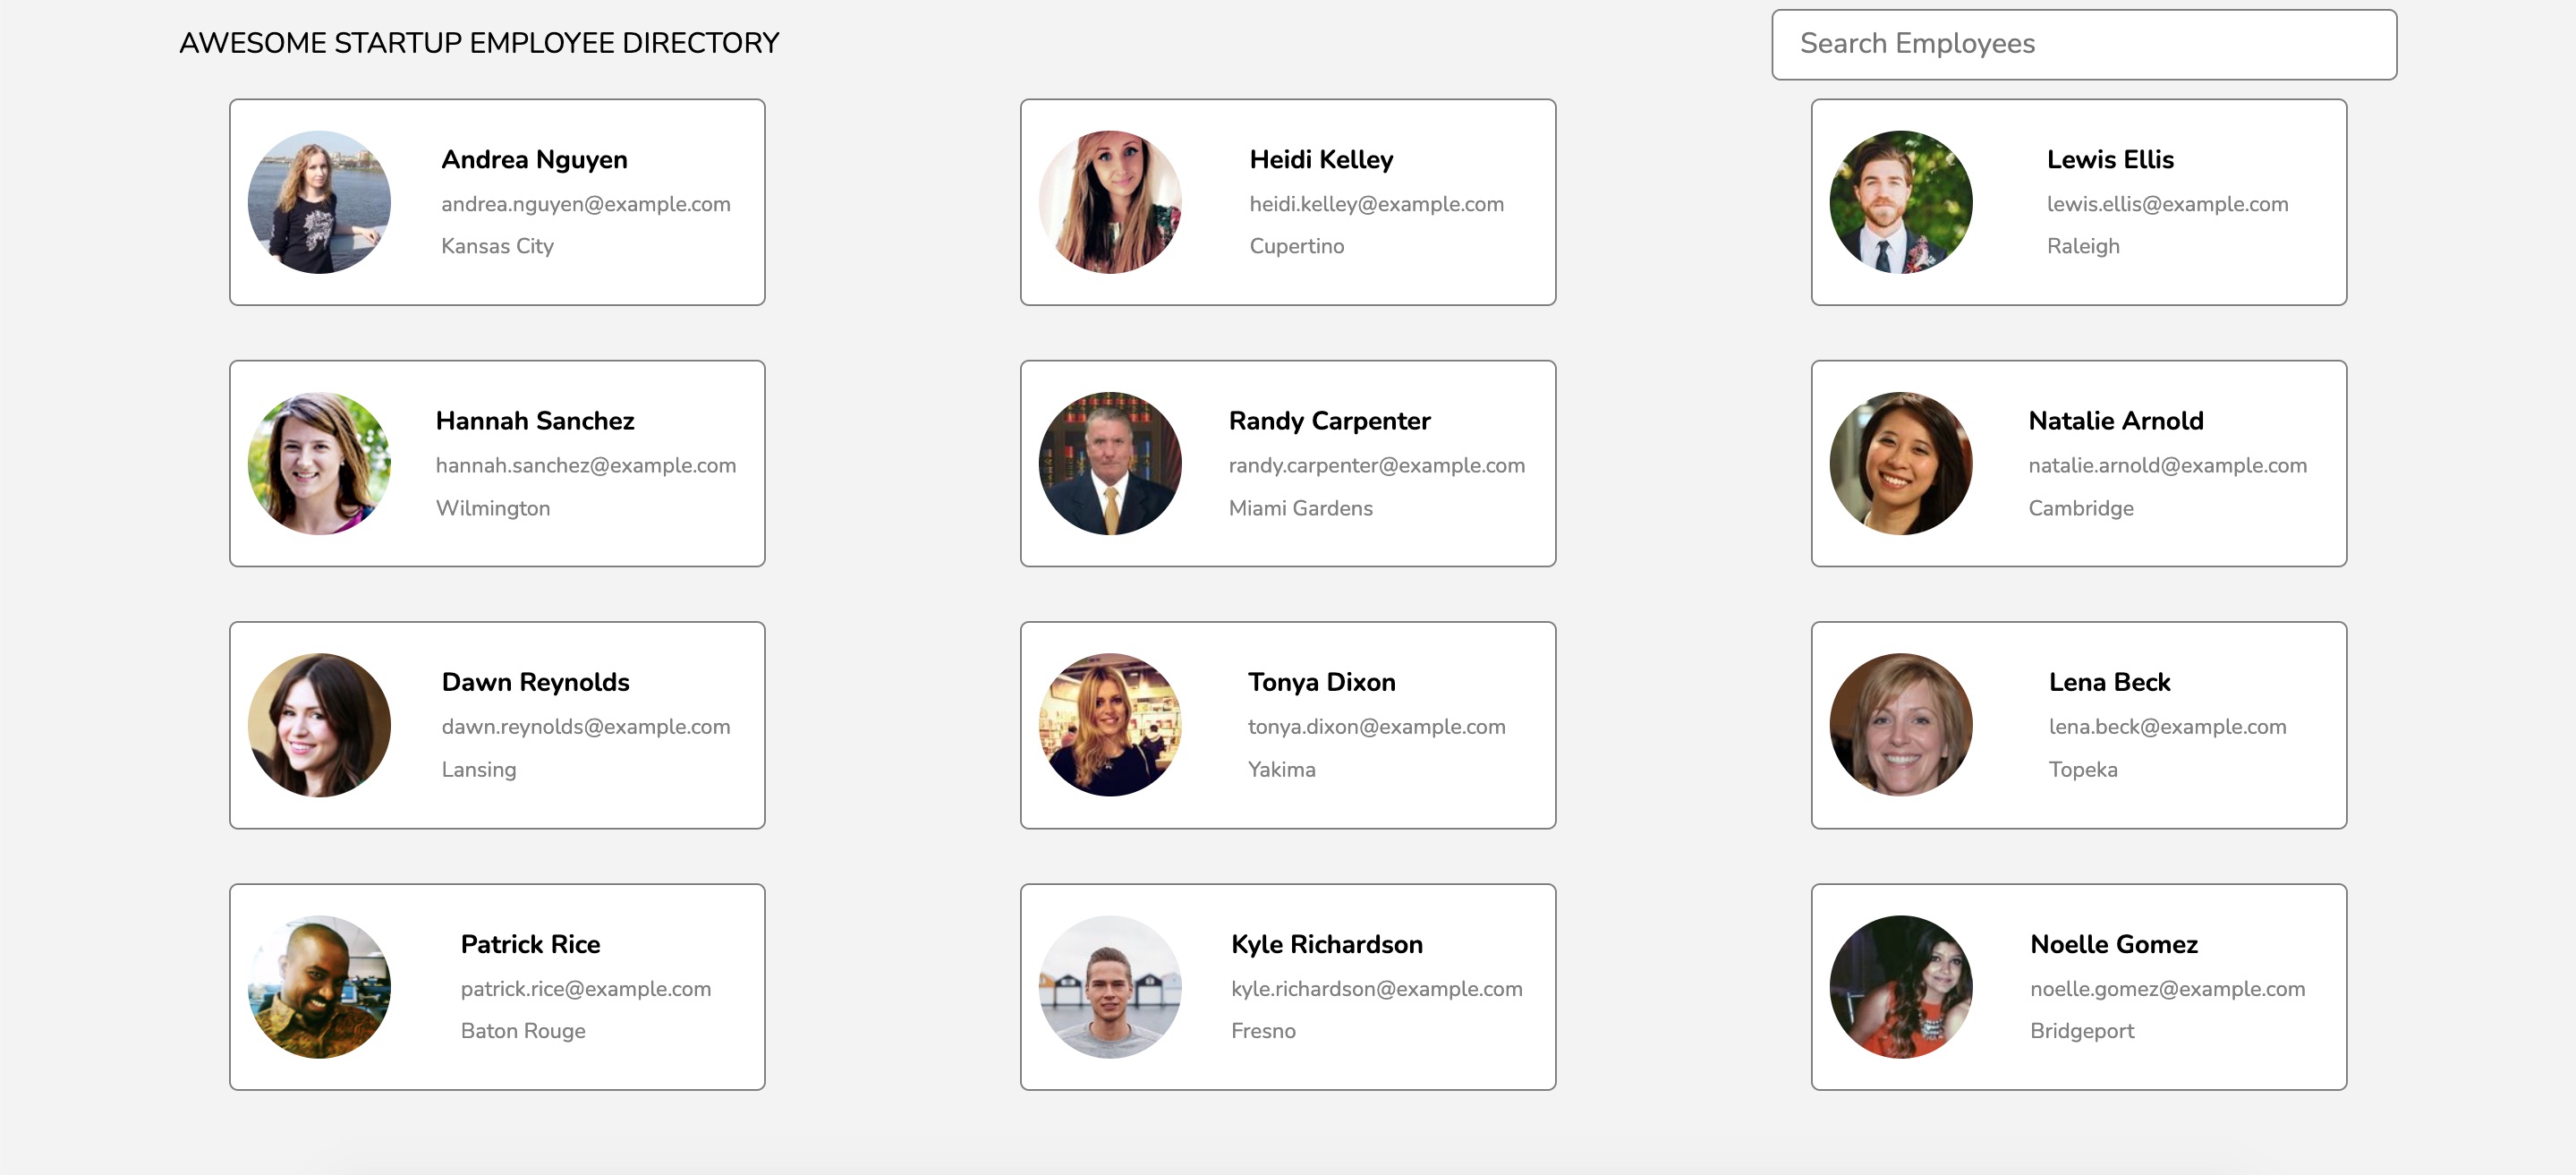 AWESOME STARTUP EMPLOYEE DIRECTORY
Search Employees
Andrea Nguyen
andrea.nguyen@example.com
Kansas City
Heidi Kelley
heidi.kelley@example.com
Cupertino
Lewis Ellis
lewis.ellis@example.com
Raleigh
Hannah Sanchez
hannah.sanchez@example.com
Wilmington
Randy Carpenter
randy.carpenter@example.com
Miami Gardens
Natalie Arnold
natalie.arnold@example.com
Cambridge
Dawn Reynolds
dawn.reynolds@example.com
Lansing
Tonya Dixon
tonya.dixon@example.com
Yakima
Lena Beck
lena.beck@example.com
Topeka
Patrick Rice
patrick.rice@example.com
Baton Rouge
Kyle Richardson
kyle.richardson@example.com
Fresno
Noelle Gomez
noelle.gomez@example.com
Bridgeport